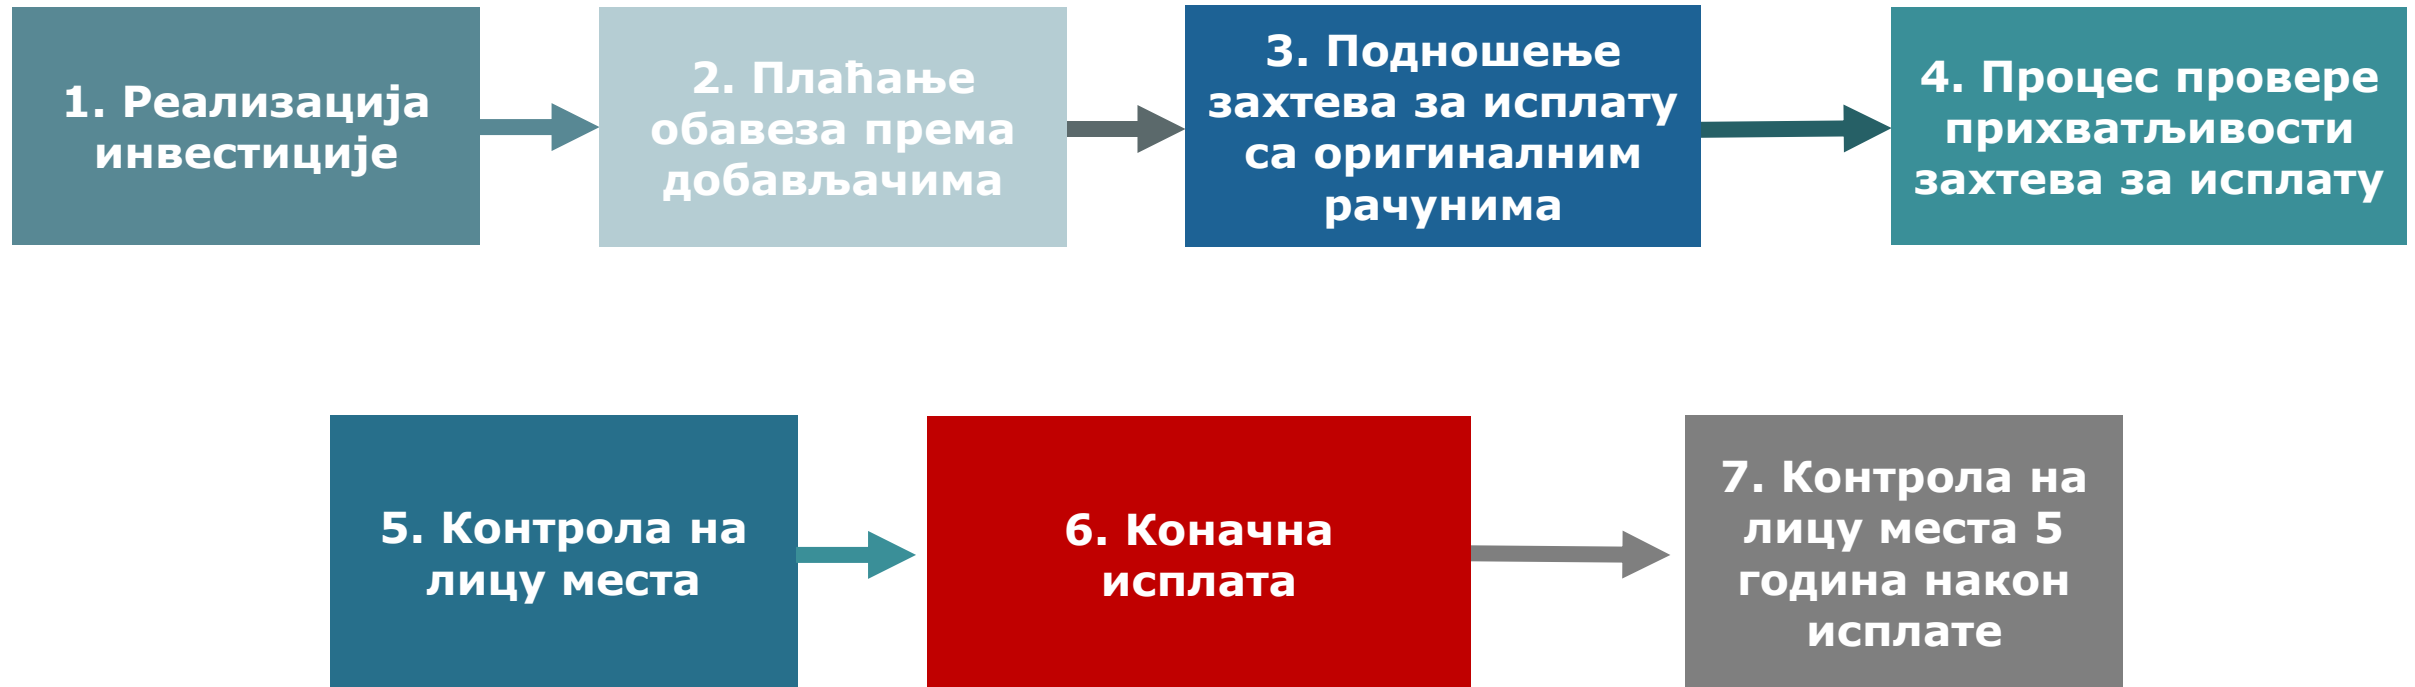 1. Реализација
инвестиције
2. Плаћање
обавеза према
добављачима
3. Подношење
захтева за исплату
са оригиналним
рачунима
4. Процес провере
прихватљивости
захтева за исплату
5. Контрола на
лицу места
6. Коначна
исплата
7. Контрола на
лицу места 5
година након
исплате